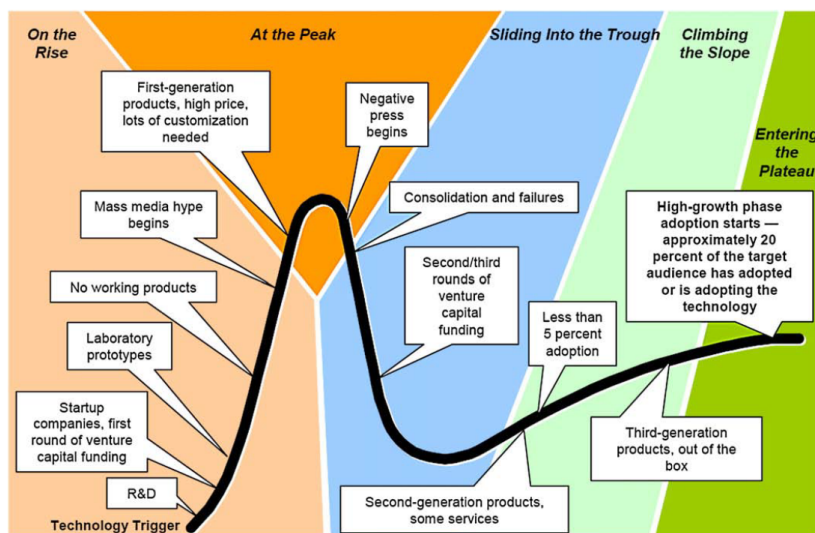 On the
Rise
At the Peak
Sliding Into the Trough
Climbing
the Slope
Entering
the
Plateau
First-generation
products, high price,
lots of customization
needed
Negative
press
begins
Mass media hype
begins
Consolidation and failures
No working products
Second/third
rounds of
venture
capital
funding
High-growth phase
adoption starts —
approximately 20
percent of the target
audience has adopted
or is adopting the
technology
Laboratory
prototypes
Less than
5 percent
adoption
Startup
companies, first
round of venture
capital funding
Third-generation
products, out of the
box
R&D
Second-generation products,
some services
Technology Trigger